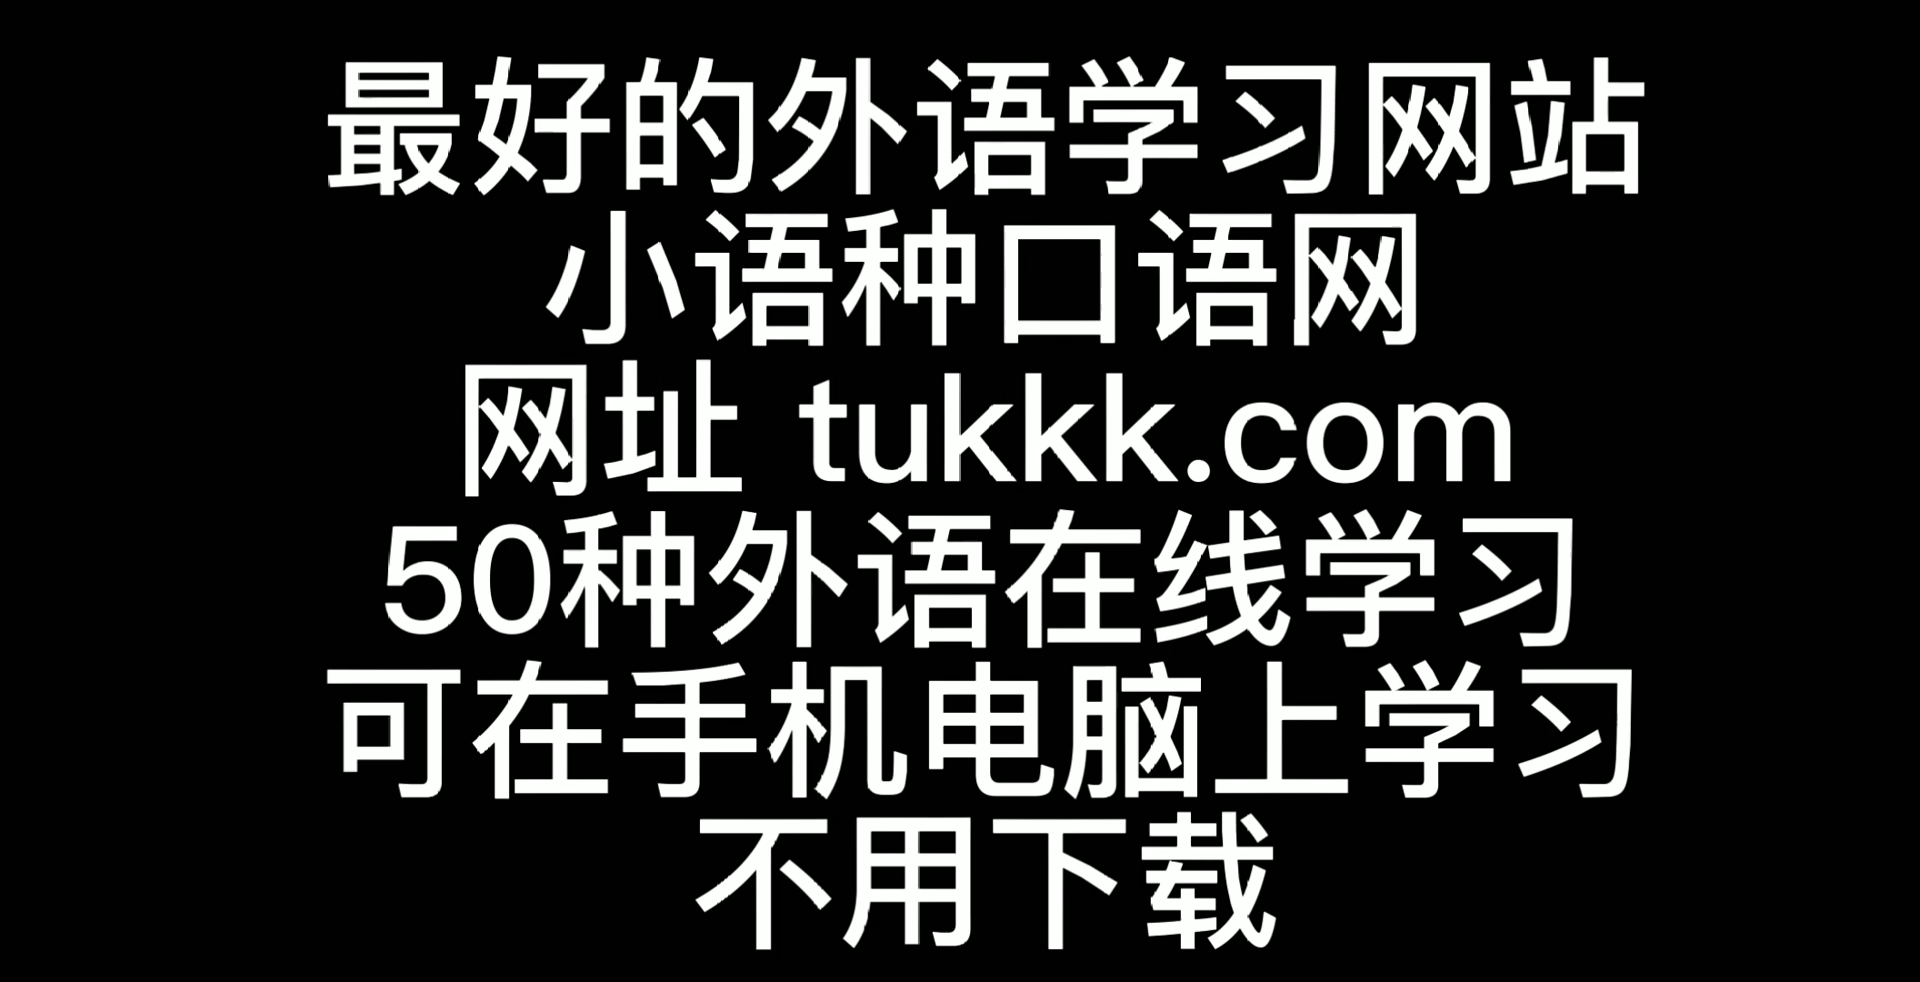 最好的外语学习网站
小语种口语网
网址 tukkk.com
50种外语在线学习
可在手机电脑上学习
不用下载